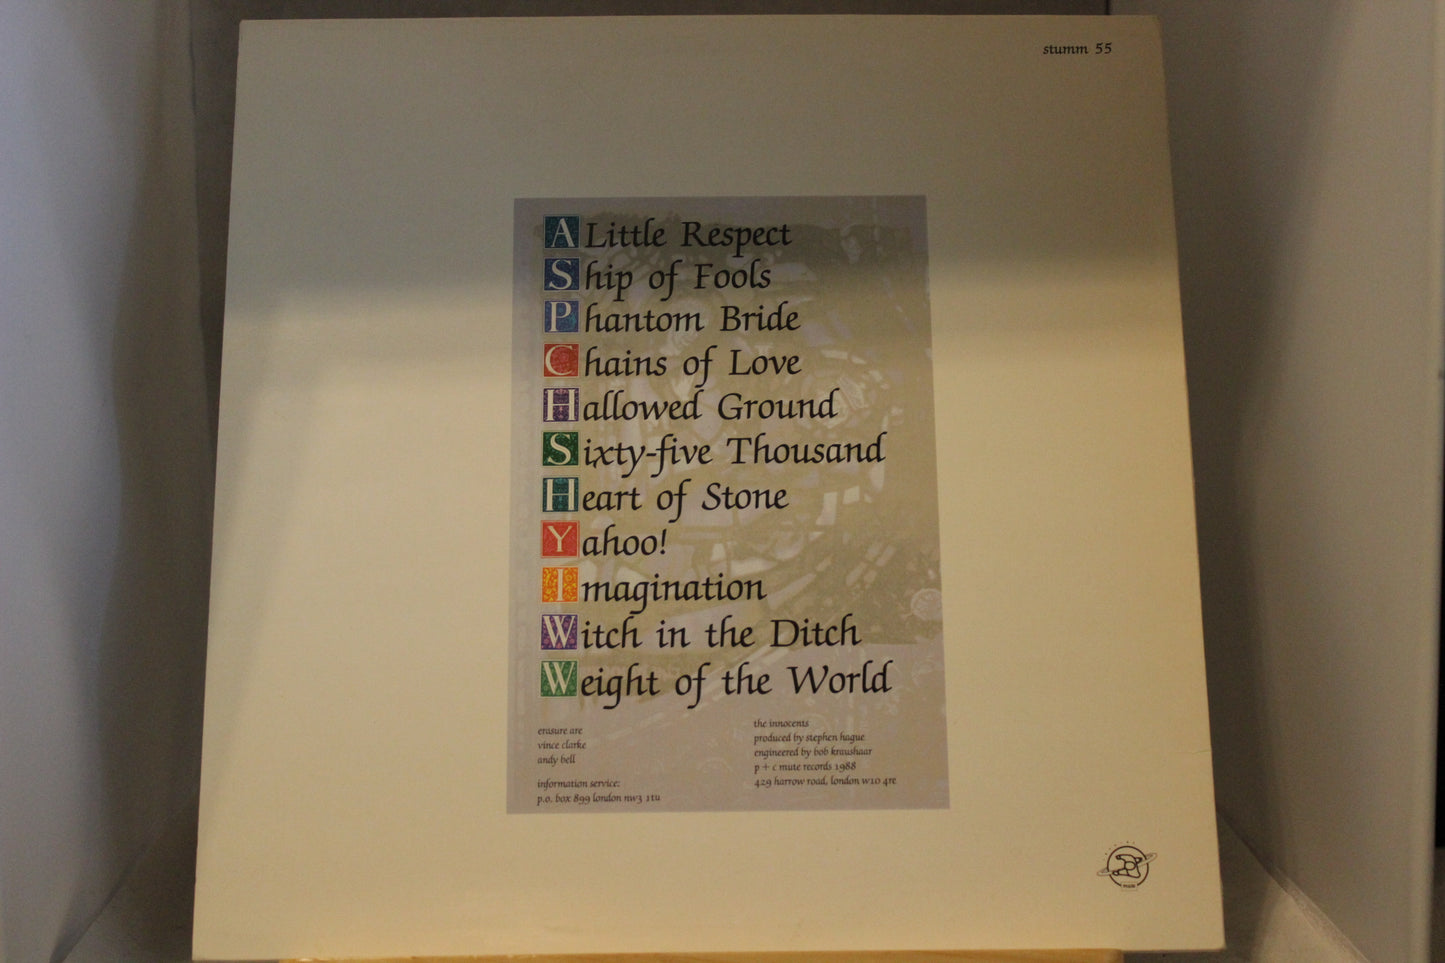 stumm 55
A Little Respect
Ship of Fools
Phantom Bride
Chains of Love
Hallowed Ground
Sixty-five Thousand
Heart of Stone
Yahoo!
Imagination
Witch in the Ditch
Weight of the World
erasure are
vince clarke
andy bell
information service:
p.o. box 899 london nw3 1tu
the innocents
produced by stephen hague
engineered by bob kraushaar
p + c mute records 1988
429 harrow road, london w10 4re